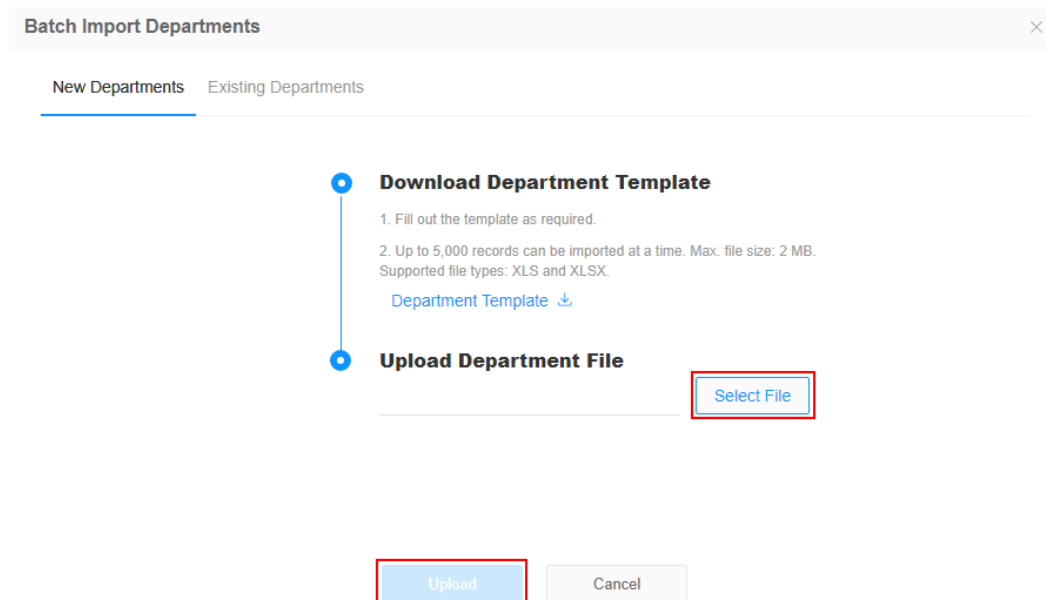 Batch Import Departments
New Departments Existing Departments
Download Department Template
1. Fill out the template as required.
2. Up to 5,000 records can be imported at a time. Max. file size: 2 MB.
Supported file types: XLS and XLSX.
Department Template
Upload Department File
Select File
Upload Cancel